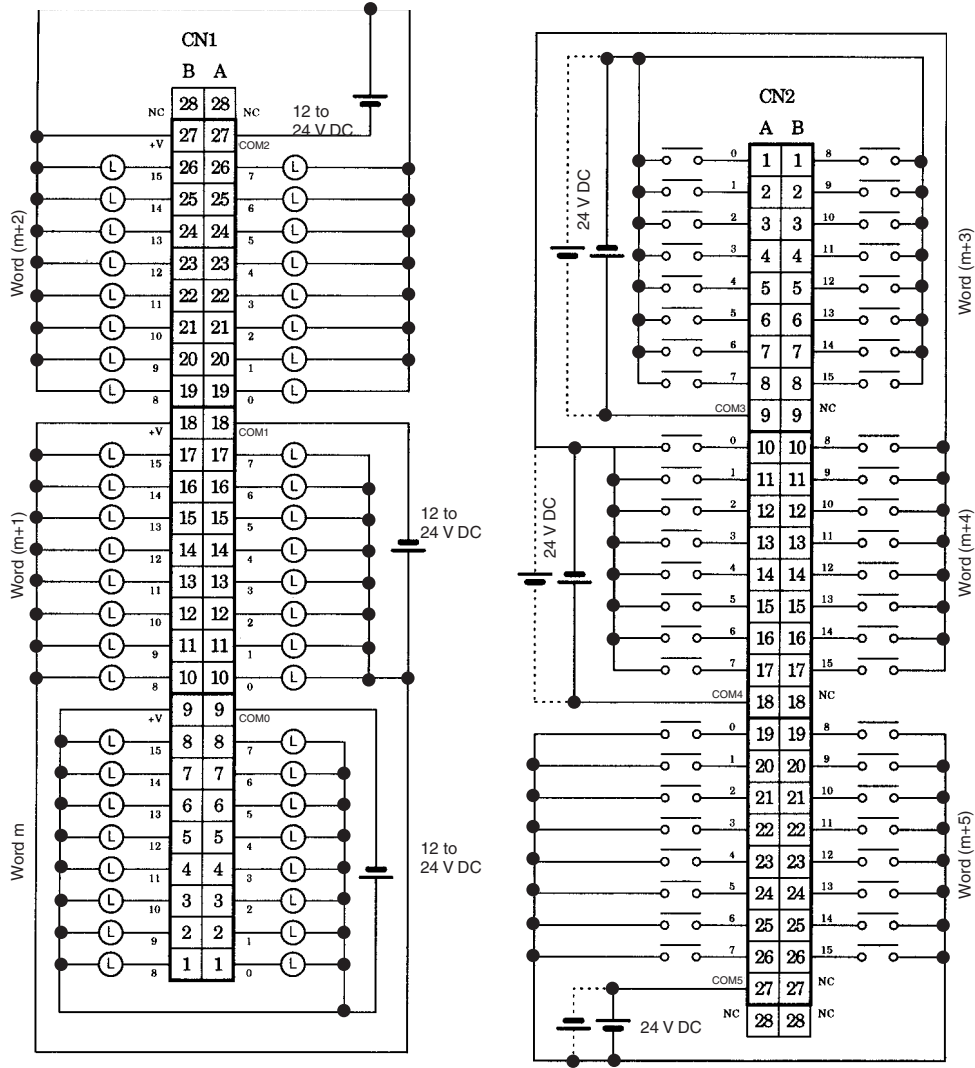 CN1
B A
NC 28 28 NC
12 to
24 V DC
+V 27 27 COM2
15 26 26 7
14 25 25 6
13 24 24 5
12 23 23 4
11 22 22 3
10 21 21 2
9 20 20 1
8 19 19 0
Word (m+2)
+V 18 18 COM1
15 17 17 7
14 16 16 6
13 15 15 5
12 14 14 4
11 13 13 3
10 12 12 2
9 11 11 1
8 10 10 0
Word (m+1)
12 to
24 V DC
+V 9 9 COM0
15 8 8 7
14 7 7 6
13 6 6 5
12 5 5 4
11 4 4 3
10 3 3 2
9 2 2 1
8 1 1 0
Word m
12 to
24 V DC
L L L L L L L L
L L L L L L L L
L L L L L L L L
L L L L L L L L
L L L L L L L L
L L L L L L L L
CN2
A B
24 V DC
0 1 1 8
1 2 2 9
2 3 3 10
3 4 4 11
4 5 5 12
5 6 6 13
6 7 7 14
7 8 8 15
COM3 9 9 NC
Word (m+3)
24 V DC
0 10 10 8
1 11 11 9
2 12 12 10
3 13 13 11
4 14 14 12
5 15 15 13
6 16 16 14
7 17 17 15
COM4 18 18 NC
Word (m+4)
0 19 19 8
1 20 20 9
2 21 21 10
3 22 22 11
4 23 23 12
5 24 24 13
6 25 25 14
7 26 26 15
COM5 27 27 NC
NC 28 28 NC
Word (m+5)
24 V DC